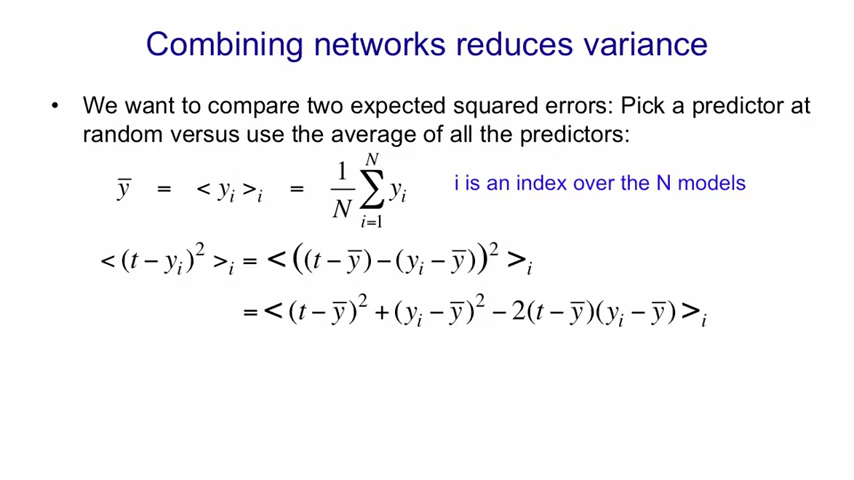 Combining networks reduces variance
• We want to compare two expected squared errors: Pick a predictor at
random versus use the average of all the predictors:
y̅ = < yᵢ >ᵢ = 1/N ∑ᵢ₌₁ᴺ yᵢ i is an index over the N models
< (t − yᵢ)² >ᵢ = < ((t − y̅) − (yᵢ − y̅))² >ᵢ
= < (t − y̅)² + (yᵢ − y̅)² − 2(t − y̅)(yᵢ − y̅) >ᵢ